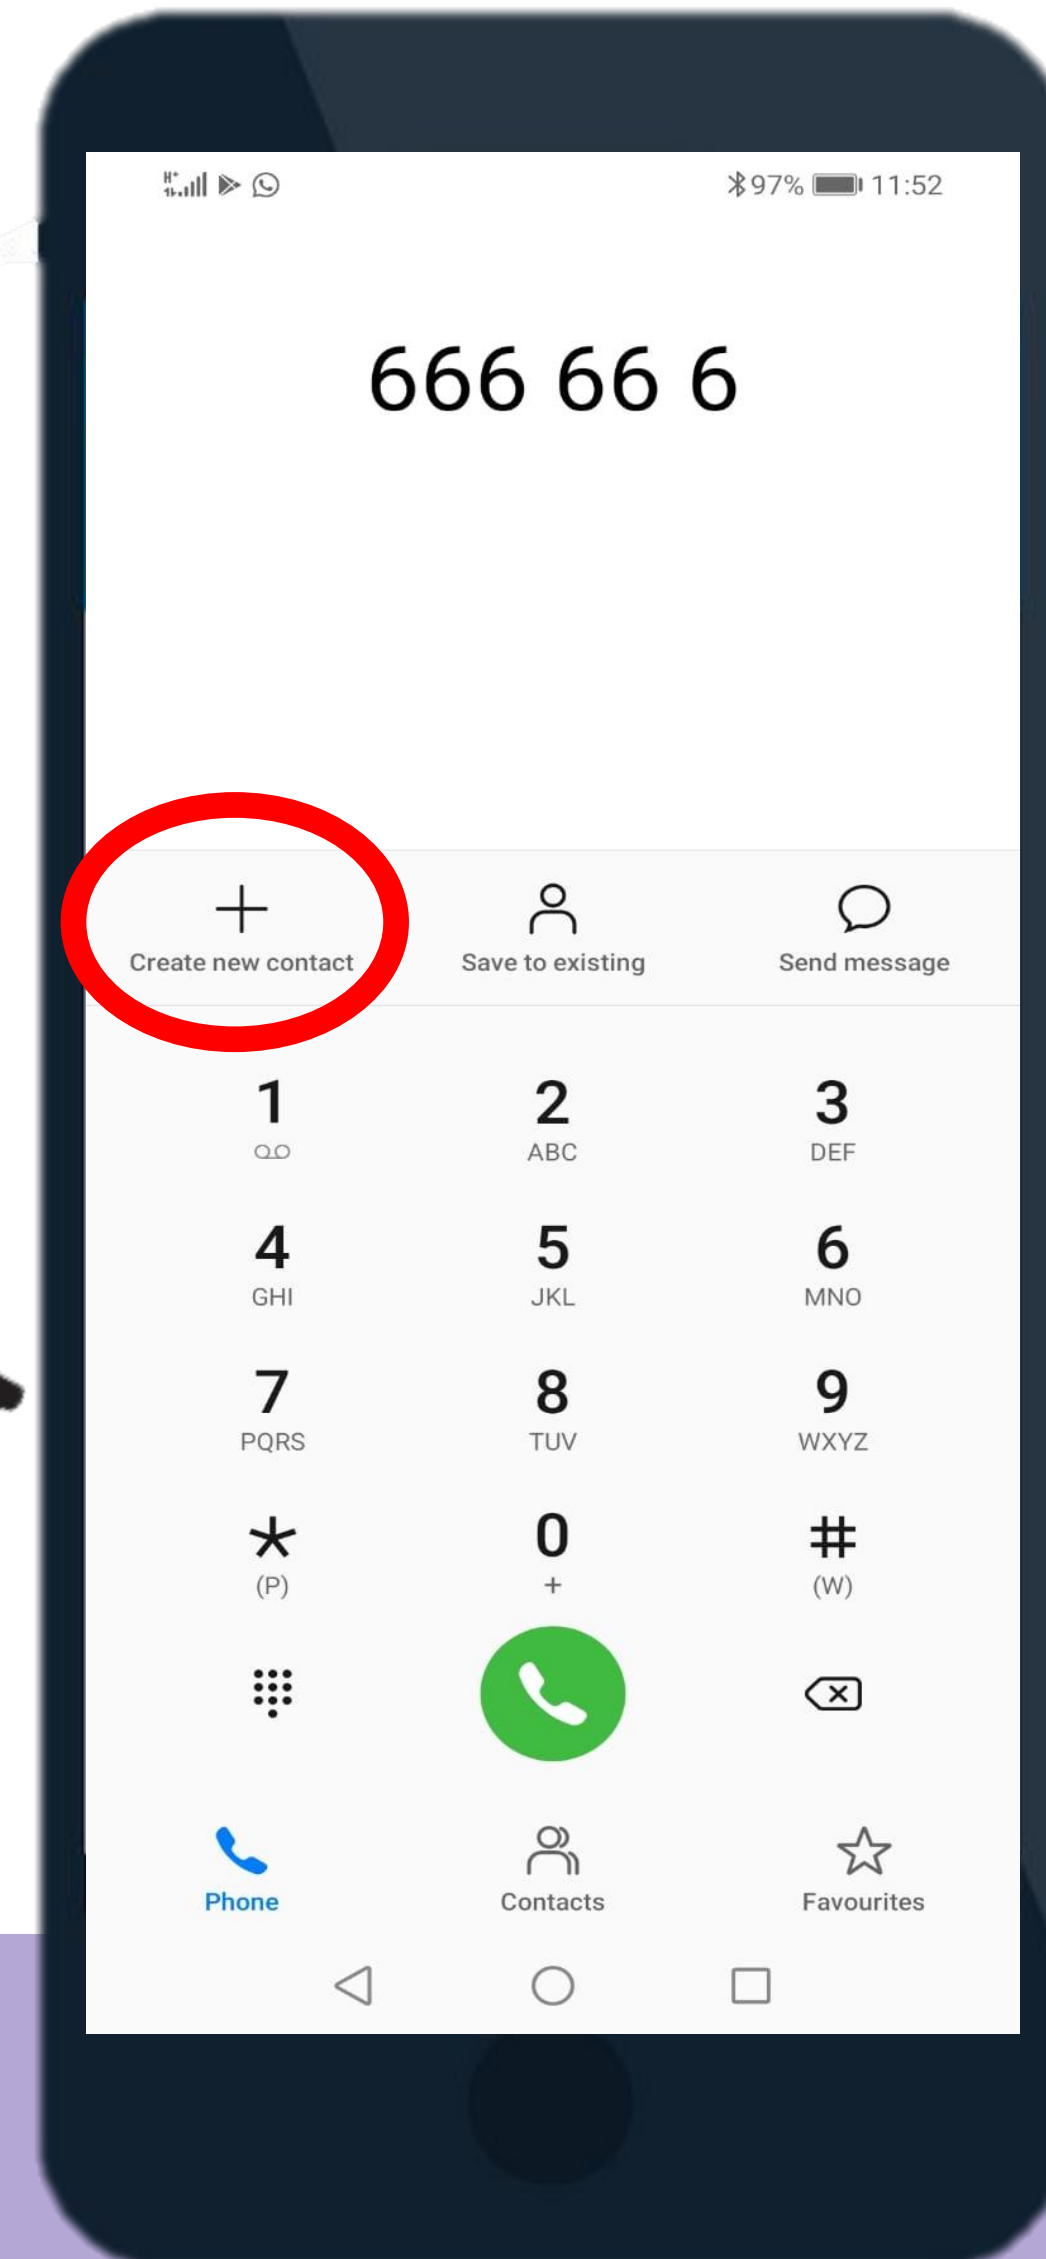 H+ 97% 11:52
666 66 6
Create new contact Save to existing Send message
1 2 3
ABC DEF
4 5 6
GHI JKL MNO
7 8 9
PQRS TUV WXYZ
* 0 #
(P) + (W)
Phone Contacts Favourites